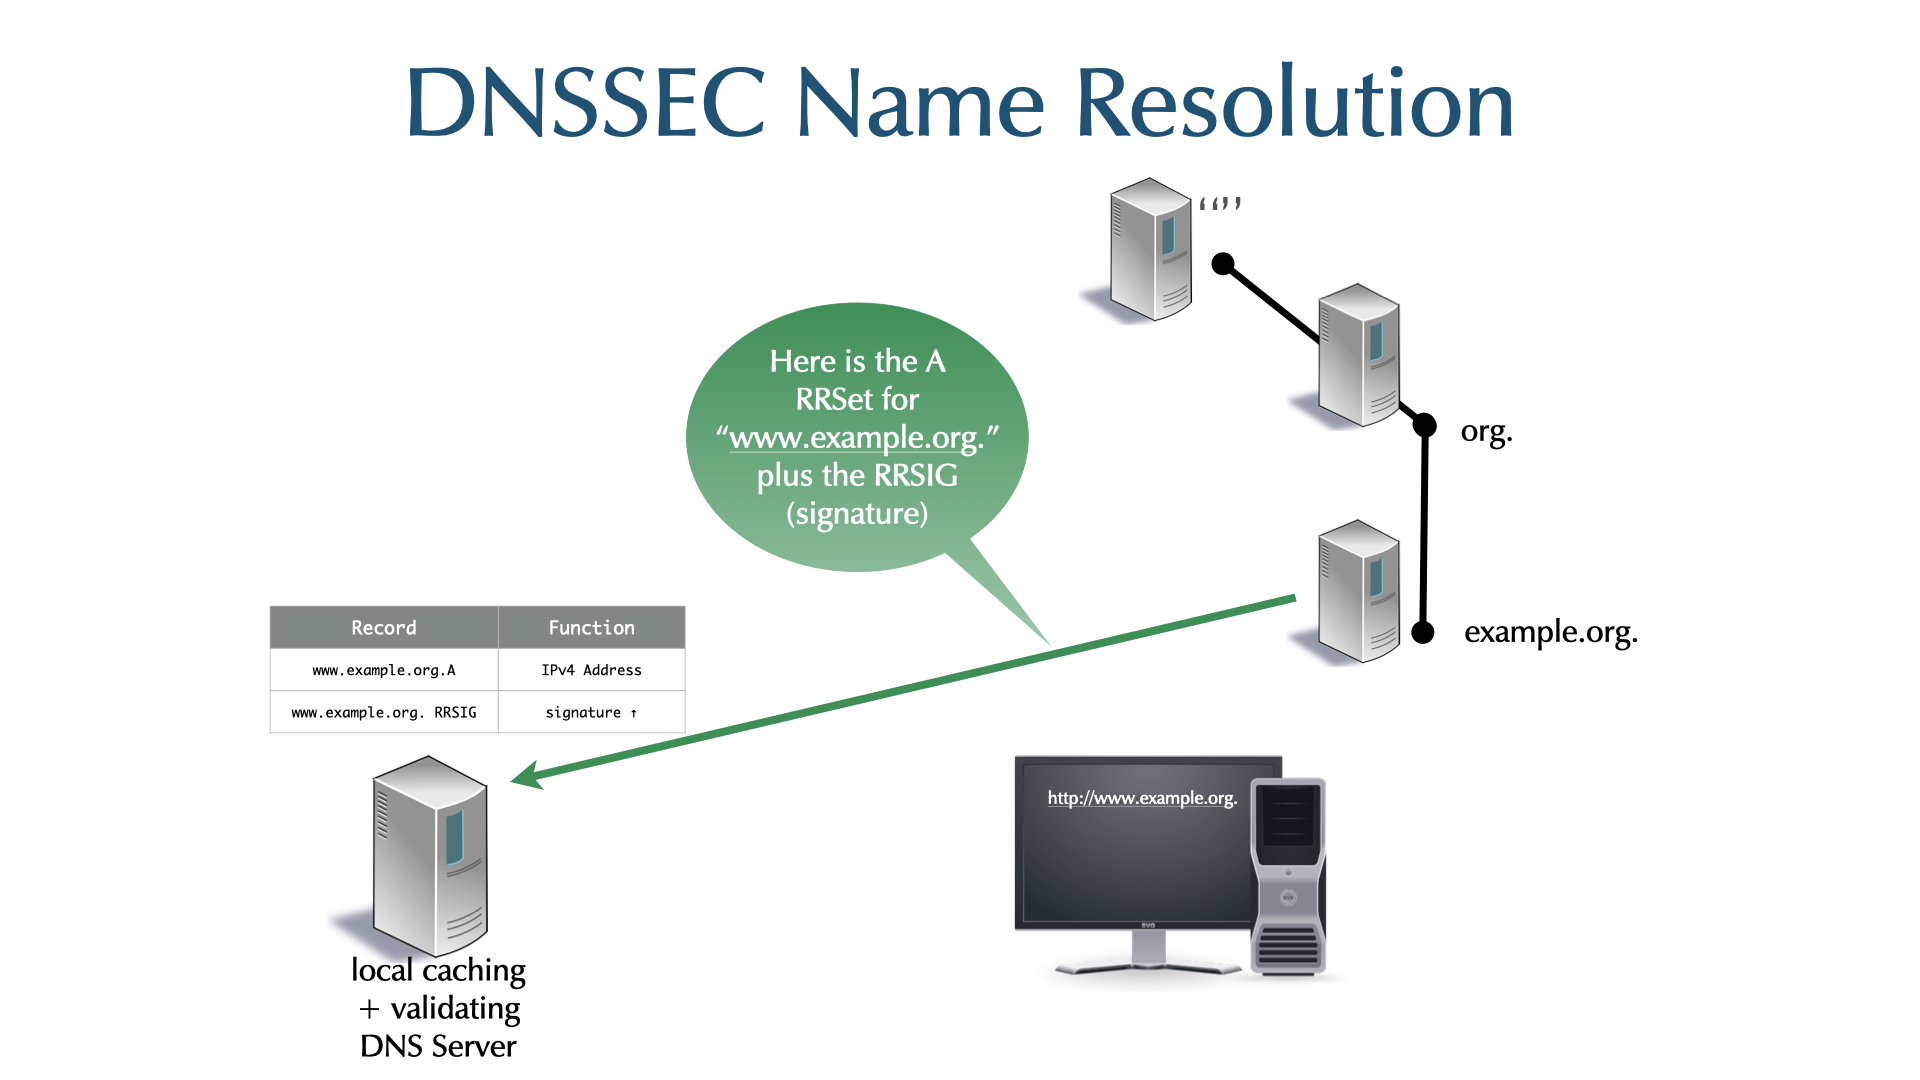 DNSSEC Name Resolution
“”
Here is the A
RRSet for
“www.example.org.”
plus the RRSIG
(signature)
org.
example.org.
Record Function
www.example.org.A IPv4 Address
www.example.org. RRSIG signature ↑
http://www.example.org.
SVG
SVG
local caching
+ validating
DNS Server